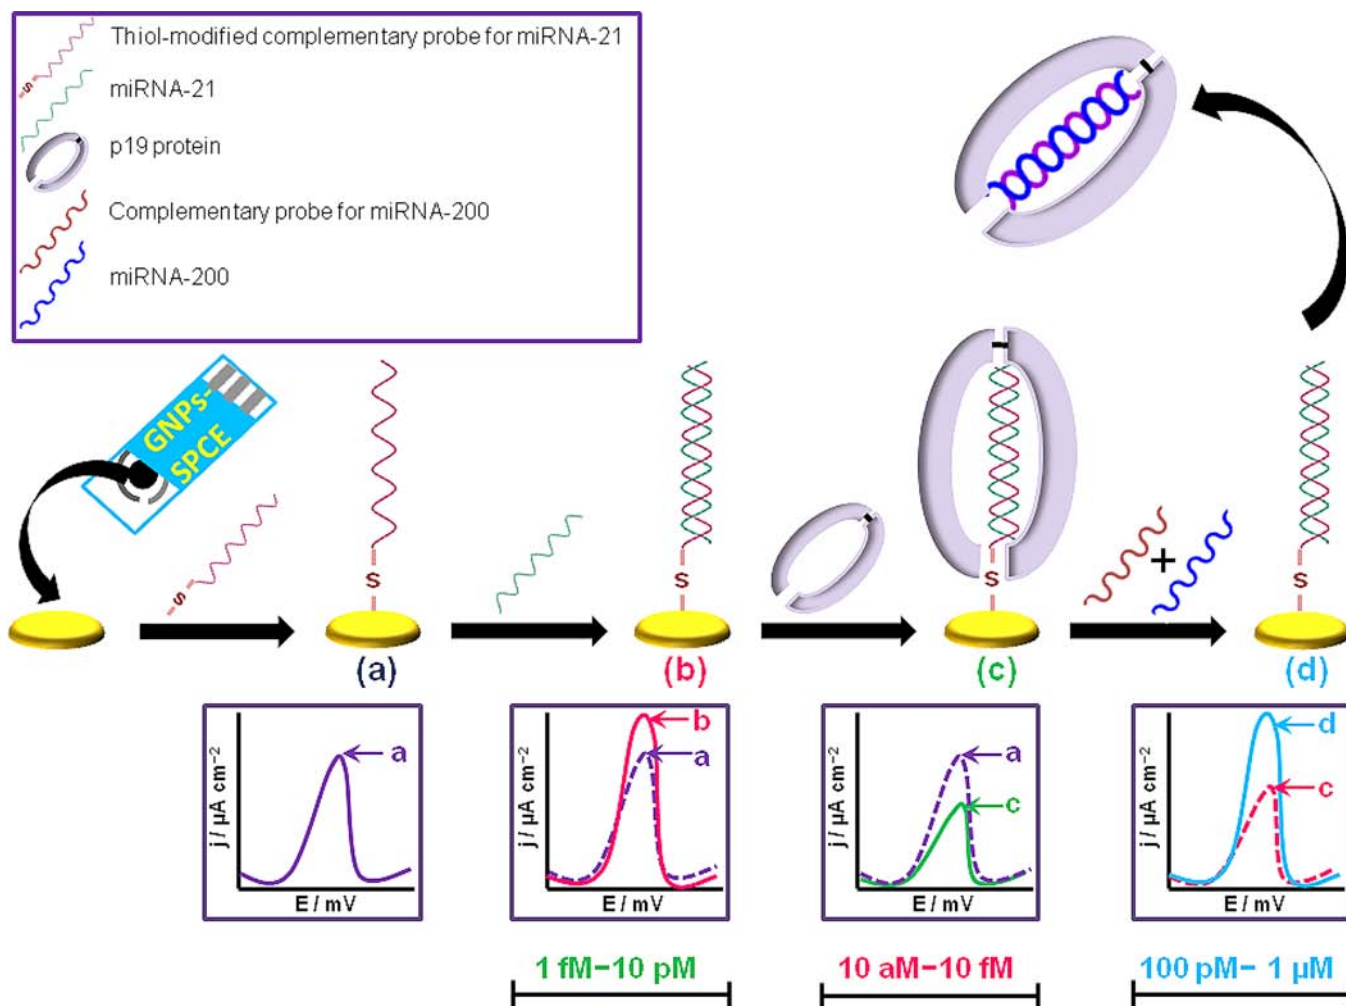 Thiol-modified complementary probe for miRNA-21
S
miRNA-21
p19 protein
Complementary probe for miRNA-200
miRNA-200
GNPs-
SPCE
S
S
S
S
+
S
(a)
(b)
(c)
(d)
j / µA cm⁻²
a
E / mV
j / µA cm⁻²
b
a
E / mV
j / µA cm⁻²
a
c
E / mV
j / µA cm⁻²
d
c
E / mV
1 fM−10 pM
10 aM−10 fM
100 pM− 1 µM